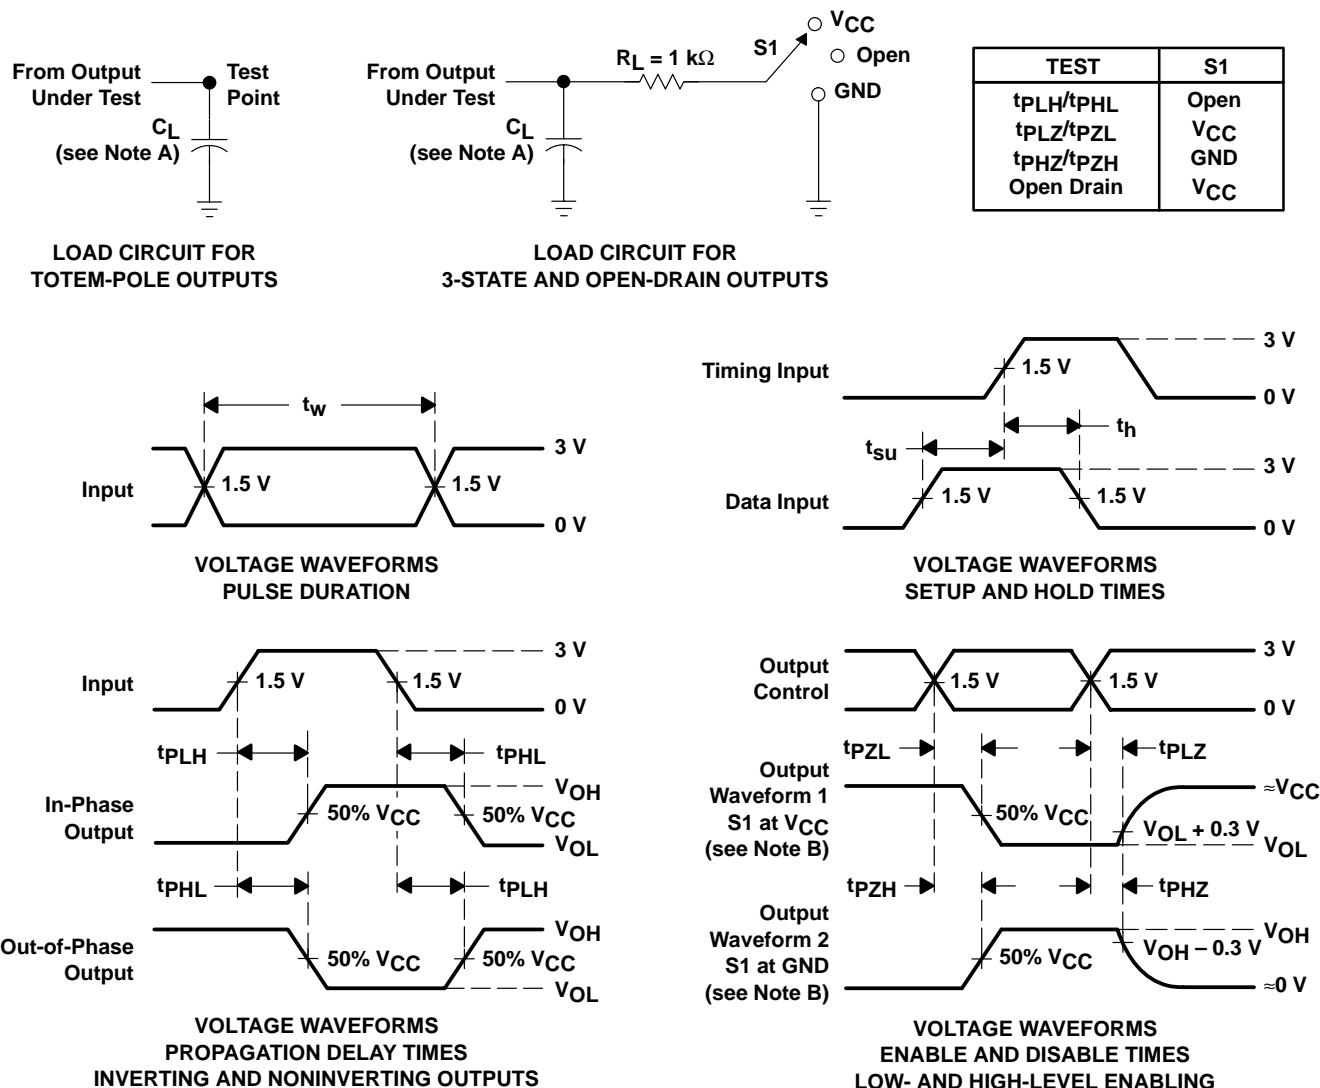 From Output
Under Test
Test
Point
CL
(see Note A)
LOAD CIRCUIT FOR
TOTEM-POLE OUTPUTS
From Output
Under Test
RL = 1 kΩ
S1
VCC
Open
GND
CL
(see Note A)
LOAD CIRCUIT FOR
3-STATE AND OPEN-DRAIN OUTPUTS
TEST S1
tPLH/tPHL Open
tPLZ/tPZL VCC
tPHZ/tPZH GND
Open Drain VCC
tw
Input
1.5 V
1.5 V
3 V
0 V
VOLTAGE WAVEFORMS
PULSE DURATION
Timing Input
1.5 V
3 V
0 V
tsu
th
Data Input
1.5 V
1.5 V
3 V
0 V
VOLTAGE WAVEFORMS
SETUP AND HOLD TIMES
Input
1.5 V
1.5 V
3 V
0 V
tPLH
tPHL
In-Phase
Output
50% VCC
50% VCC
VOH
VOL
tPHL
tPLH
Out-of-Phase
Output
50% VCC
50% VCC
VOH
VOL
VOLTAGE WAVEFORMS
PROPAGATION DELAY TIMES
INVERTING AND NONINVERTING OUTPUTS
Output
Control
1.5 V
1.5 V
3 V
0 V
tPZL
tPLZ
Output
Waveform 1
S1 at VCC
(see Note B)
50% VCC
VOL + 0.3 V
≈VCC
VOL
tPZH
tPHZ
Output
Waveform 2
S1 at GND
(see Note B)
50% VCC
VOH − 0.3 V
VOH
≈0 V
VOLTAGE WAVEFORMS
ENABLE AND DISABLE TIMES
LOW- AND HIGH-LEVEL ENABLING